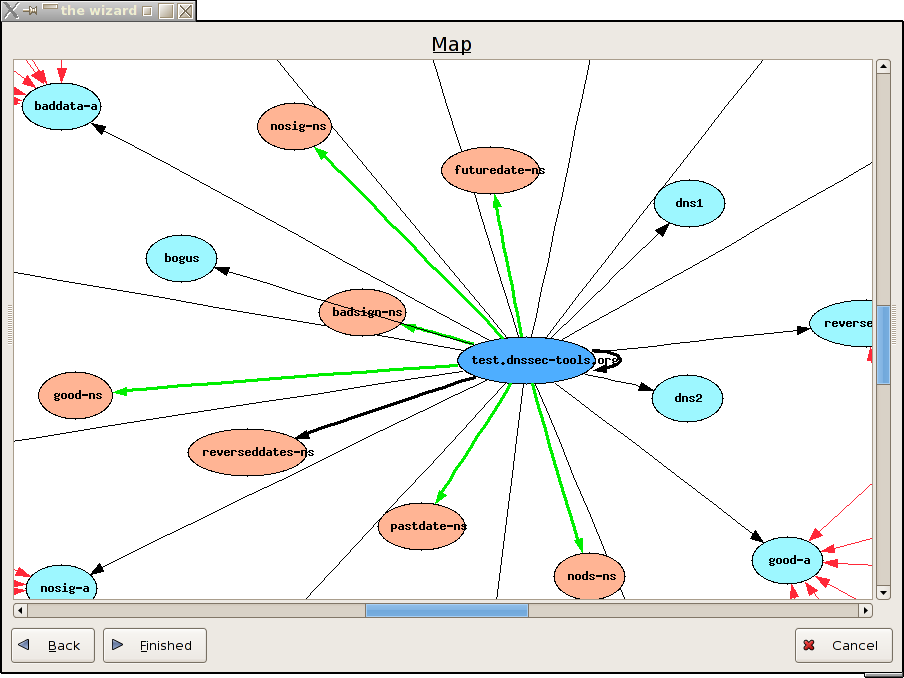 the wizard
Map
baddata-a
nosig-ns
futuredate-ns
dns1
bogus
badsign-ns
reverse
test.dnssec-tools.org
good-ns
dns2
reverseddates-ns
pastdate-ns
good-a
nods-ns
nosig-a
Back
Finished
Cancel